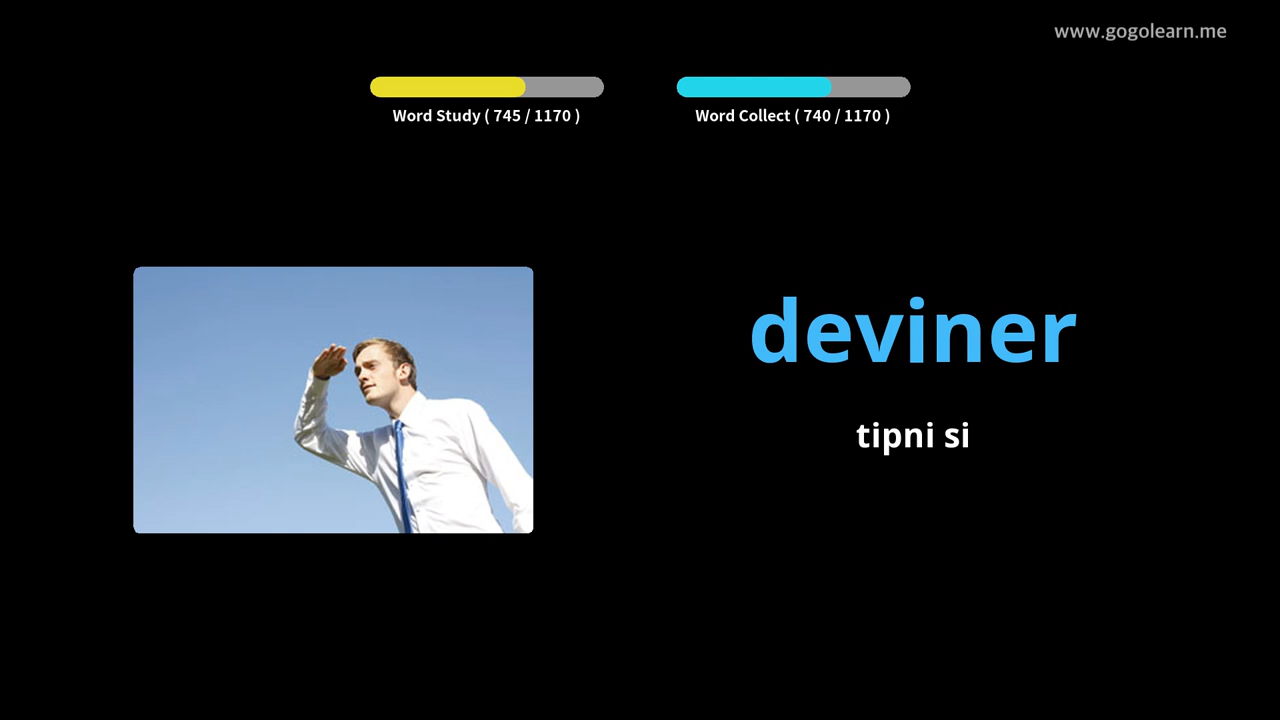 www.gogolearn.me
Word Study ( 745 / 1170 )
Word Collect ( 740 / 1170 )
deviner
tipni si